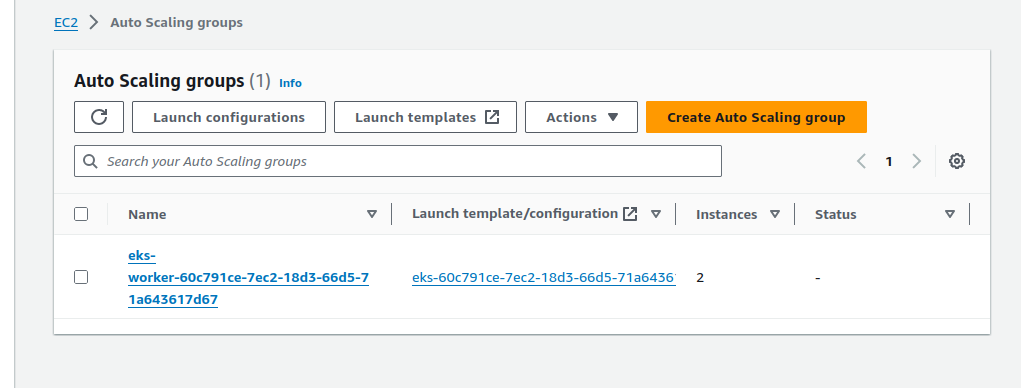 EC2 > Auto Scaling groups
Auto Scaling groups (1) Info
Launch configurations Launch templates Actions Create Auto Scaling group
Search your Auto Scaling groups 1
Name Launch template/configuration Instances Status
eks-
worker-60c791ce-7ec2-18d3-66d5-7 eks-60c791ce-7ec2-18d3-66d5-71a6436 2 -
1a643617d67